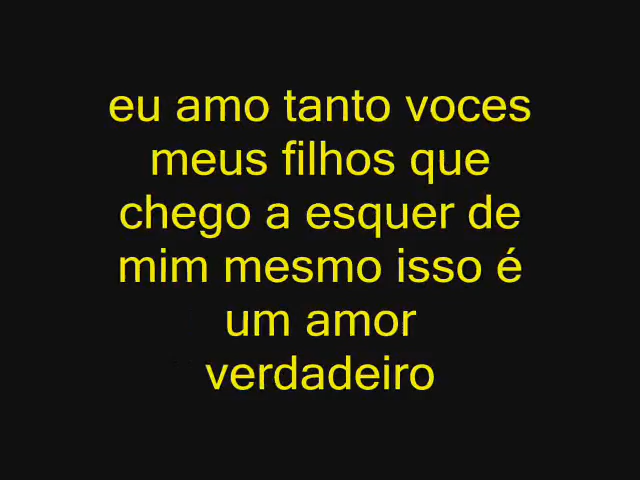 eu amo tanto voces
meus filhos que
chego a esquer de
mim mesmo isso é
um amor
verdadeiro